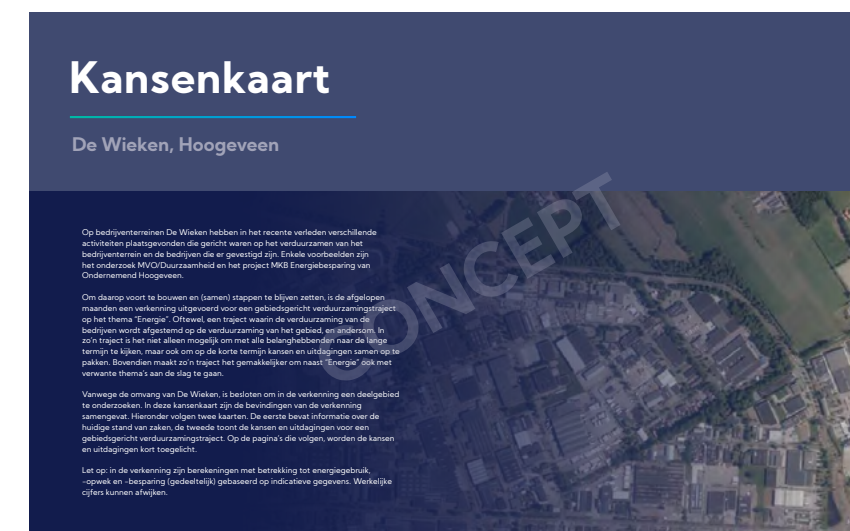 Kansenkaart
De Wieken, Hoogeveen
CONCEPT
Op bedrijventerreinen De Wieken hebben in het recente verleden verschillende
activiteiten plaatsgevonden die gericht waren op het verduurzamen van het
bedrijventerrein en de bedrijven die er gevestigd zijn. Enkele voorbeelden zijn
het onderzoek MVO/Duurzaamheid en het project MKB Energiebesparing van
Ondernemend Hoogeveen.
Om daarop voort te bouwen en (samen) stappen te blijven zetten, is de afgelopen
maanden een verkenning uitgevoerd voor een gebiedsgericht verduurzamingstraject
op het thema “Energie”. Oftewel, een traject waarin de verduurzaming van de
bedrijven wordt afgestemd op de verduurzaming van het gebied, en andersom. In
zo’n traject is het niet alleen mogelijk om met alle belanghebbenden naar de lange
termijn te kijken, maar ook om op de korte termijn kansen en uitdagingen samen op te
pakken. Bovendien maakt zo’n traject het gemakkelijker om naast “Energie” ook met
verwante thema’s aan de slag te gaan.
Vanwege de omvang van De Wieken, is besloten om in de verkenning een deelgebied
te onderzoeken. In deze kansenkaart zijn de bevindingen van de verkenning
samengevat. Hieronder volgen twee kaarten. De eerste bevat informatie over de
huidige stand van zaken, de tweede toont de kansen en uitdagingen voor een
gebiedsgericht verduurzamingstraject. Op de pagina’s die volgen, worden de kansen
en uitdagingen kort toegelicht.
Let op: in de verkenning zijn berekeningen met betrekking tot energiegebruik,
-opwek en -besparing (gedeeltelijk) gebaseerd op indicatieve gegevens. Werkelijke
cijfers kunnen afwijken.